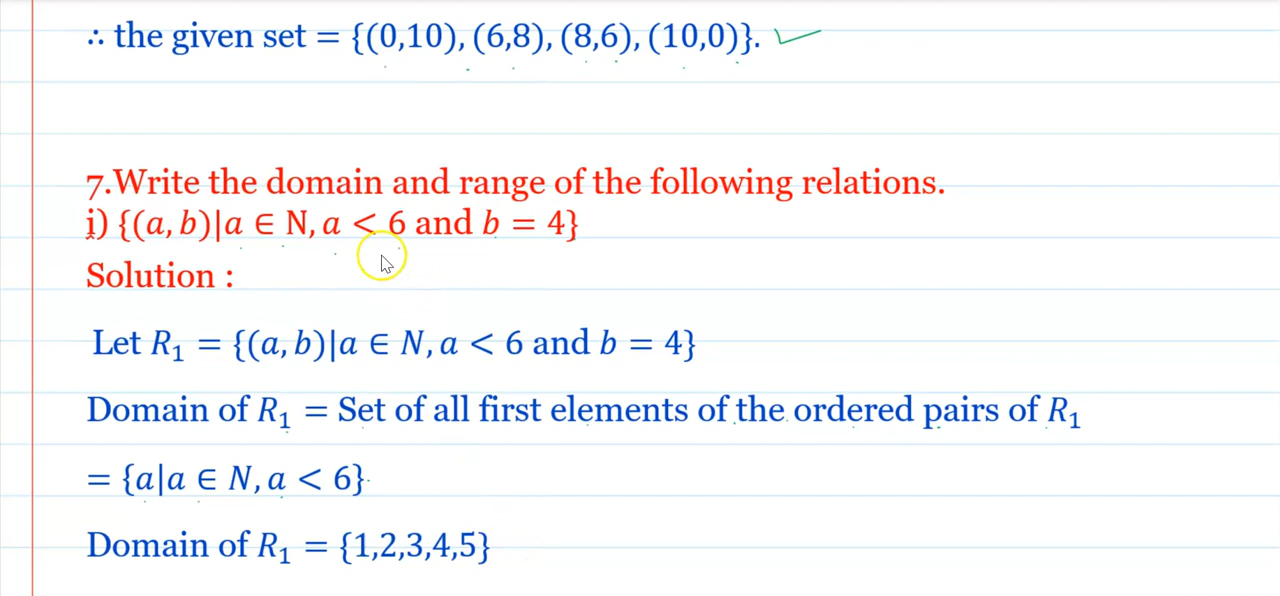 ∴ the given set = {(0,10), (6,8), (8,6), (10,0)}.
7.Write the domain and range of the following relations.
i) {(a, b)|a ∈ N, a < 6 and b = 4}
Solution :
Let R₁ = {(a, b)|a ∈ N, a < 6 and b = 4}
Domain of R₁ = Set of all first elements of the ordered pairs of R₁
= {a|a ∈ N, a < 6}
Domain of R₁ = {1,2,3,4,5}